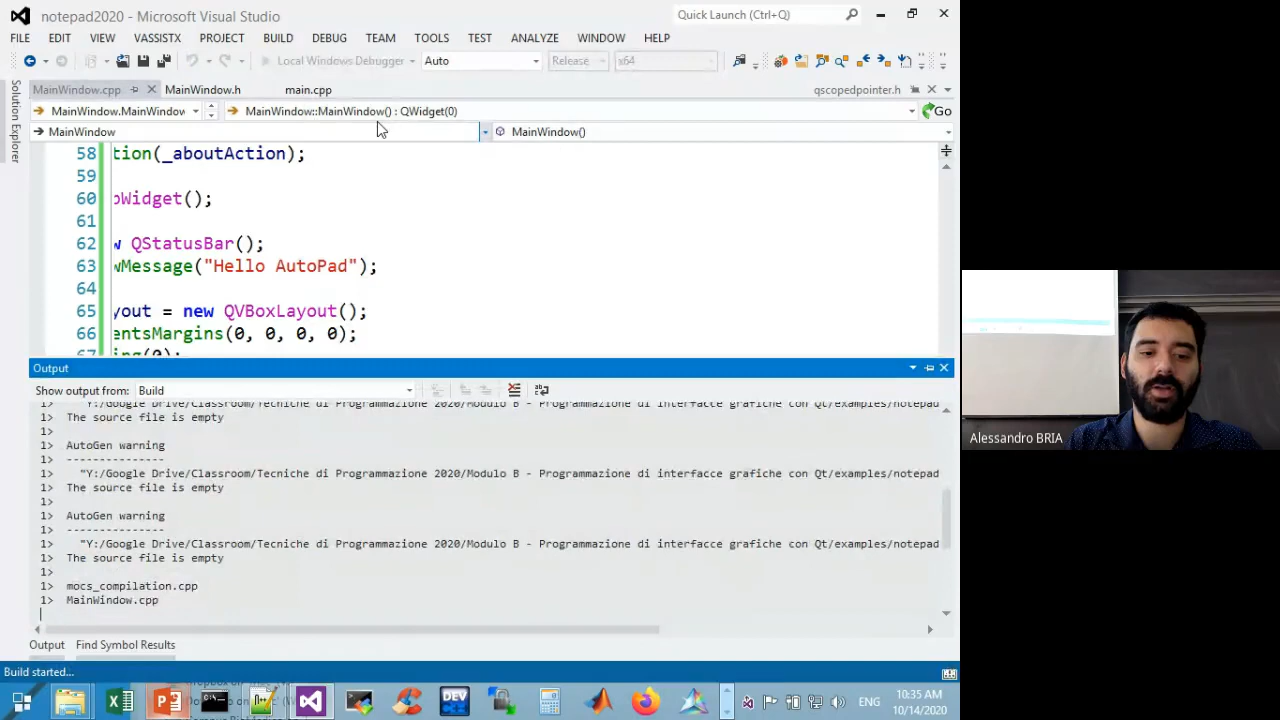 notepad2020 - Microsoft Visual Studio
Quick Launch (Ctrl+Q)
FILE EDIT VIEW VASSISTX PROJECT BUILD DEBUG TEAM TOOLS TEST ANALYZE WINDOW HELP
Local Windows Debugger Auto Release x64
MainWindow.cpp MainWindow.h main.cpp qscopedpointer.h
MainWindow.MainWindow MainWindow::MainWindow() : QWidget(0) Go
MainWindow MainWindow()
Solution Explorer
58 tion(_aboutAction);
59
60 oWidget();
61
62 w QStatusBar();
63 wMessage("Hello AutoPad");
64
65 yout = new QVBoxLayout();
66 entsMargins(0, 0, 0, 0);
67 ing(0);
Output
Show output from: Build
1> "Y:/Google Drive/Classroom/Tecniche di Programmazione 2020/Modulo B - Programmazione di interfacce grafiche con Qt/examples/notepad
1> The source file is empty
1>
1> AutoGen warning
1> ---------------
1> "Y:/Google Drive/Classroom/Tecniche di Programmazione 2020/Modulo B - Programmazione di interfacce grafiche con Qt/examples/notepad
1> The source file is empty
1>
1> AutoGen warning
1> ---------------
1> "Y:/Google Drive/Classroom/Tecniche di Programmazione 2020/Modulo B - Programmazione di interfacce grafiche con Qt/examples/notepad
1> The source file is empty
1>
1> mocs_compilation.cpp
1> MainWindow.cpp
Output Find Symbol Results
Build started...
DEV
ENG
10:35 AM
10/14/2020
Alessandro BRIA